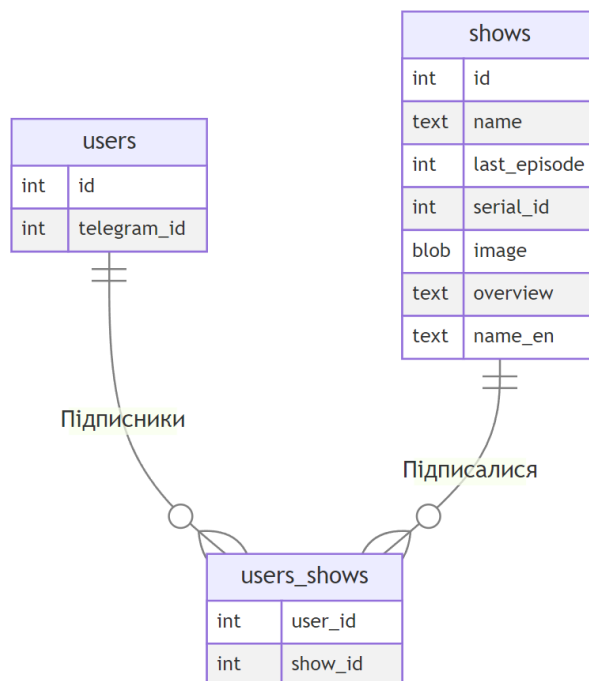 shows
int id
text name
int last_episode
int serial_id
blob image
text overview
text name_en
users
int id
int telegram_id
Підписники
Підписалися
users_shows
int user_id
int show_id